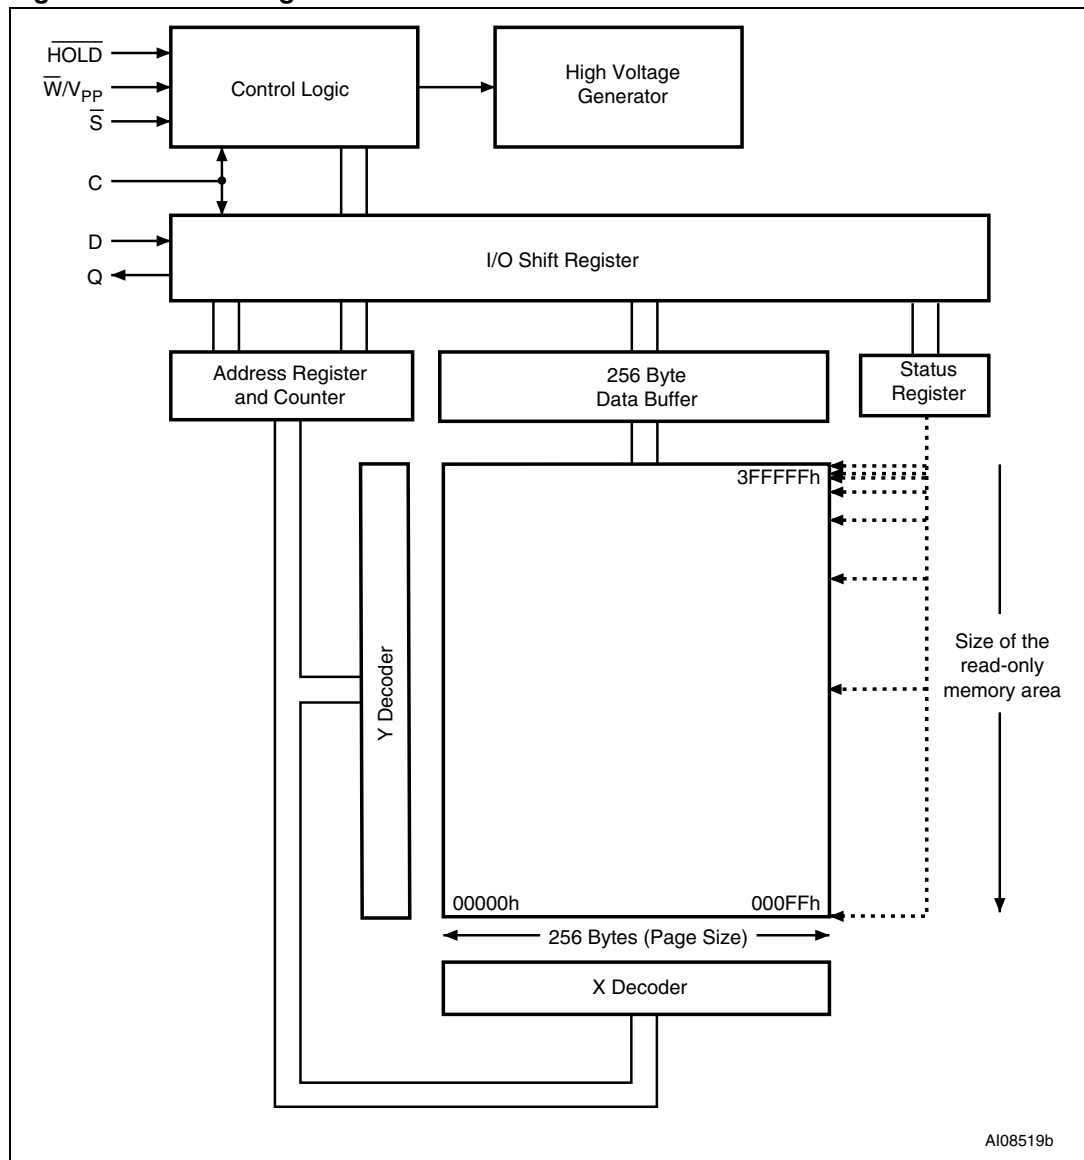 HOLD
W/VPP
S
C
D
Q
Control Logic
High Voltage
Generator
I/O Shift Register
Address Register
and Counter
256 Byte
Data Buffer
Status
Register
3FFFFFh
Y Decoder
Size of the
read-only
memory area
00000h
000FFh
256 Bytes (Page Size)
X Decoder
AI08519b